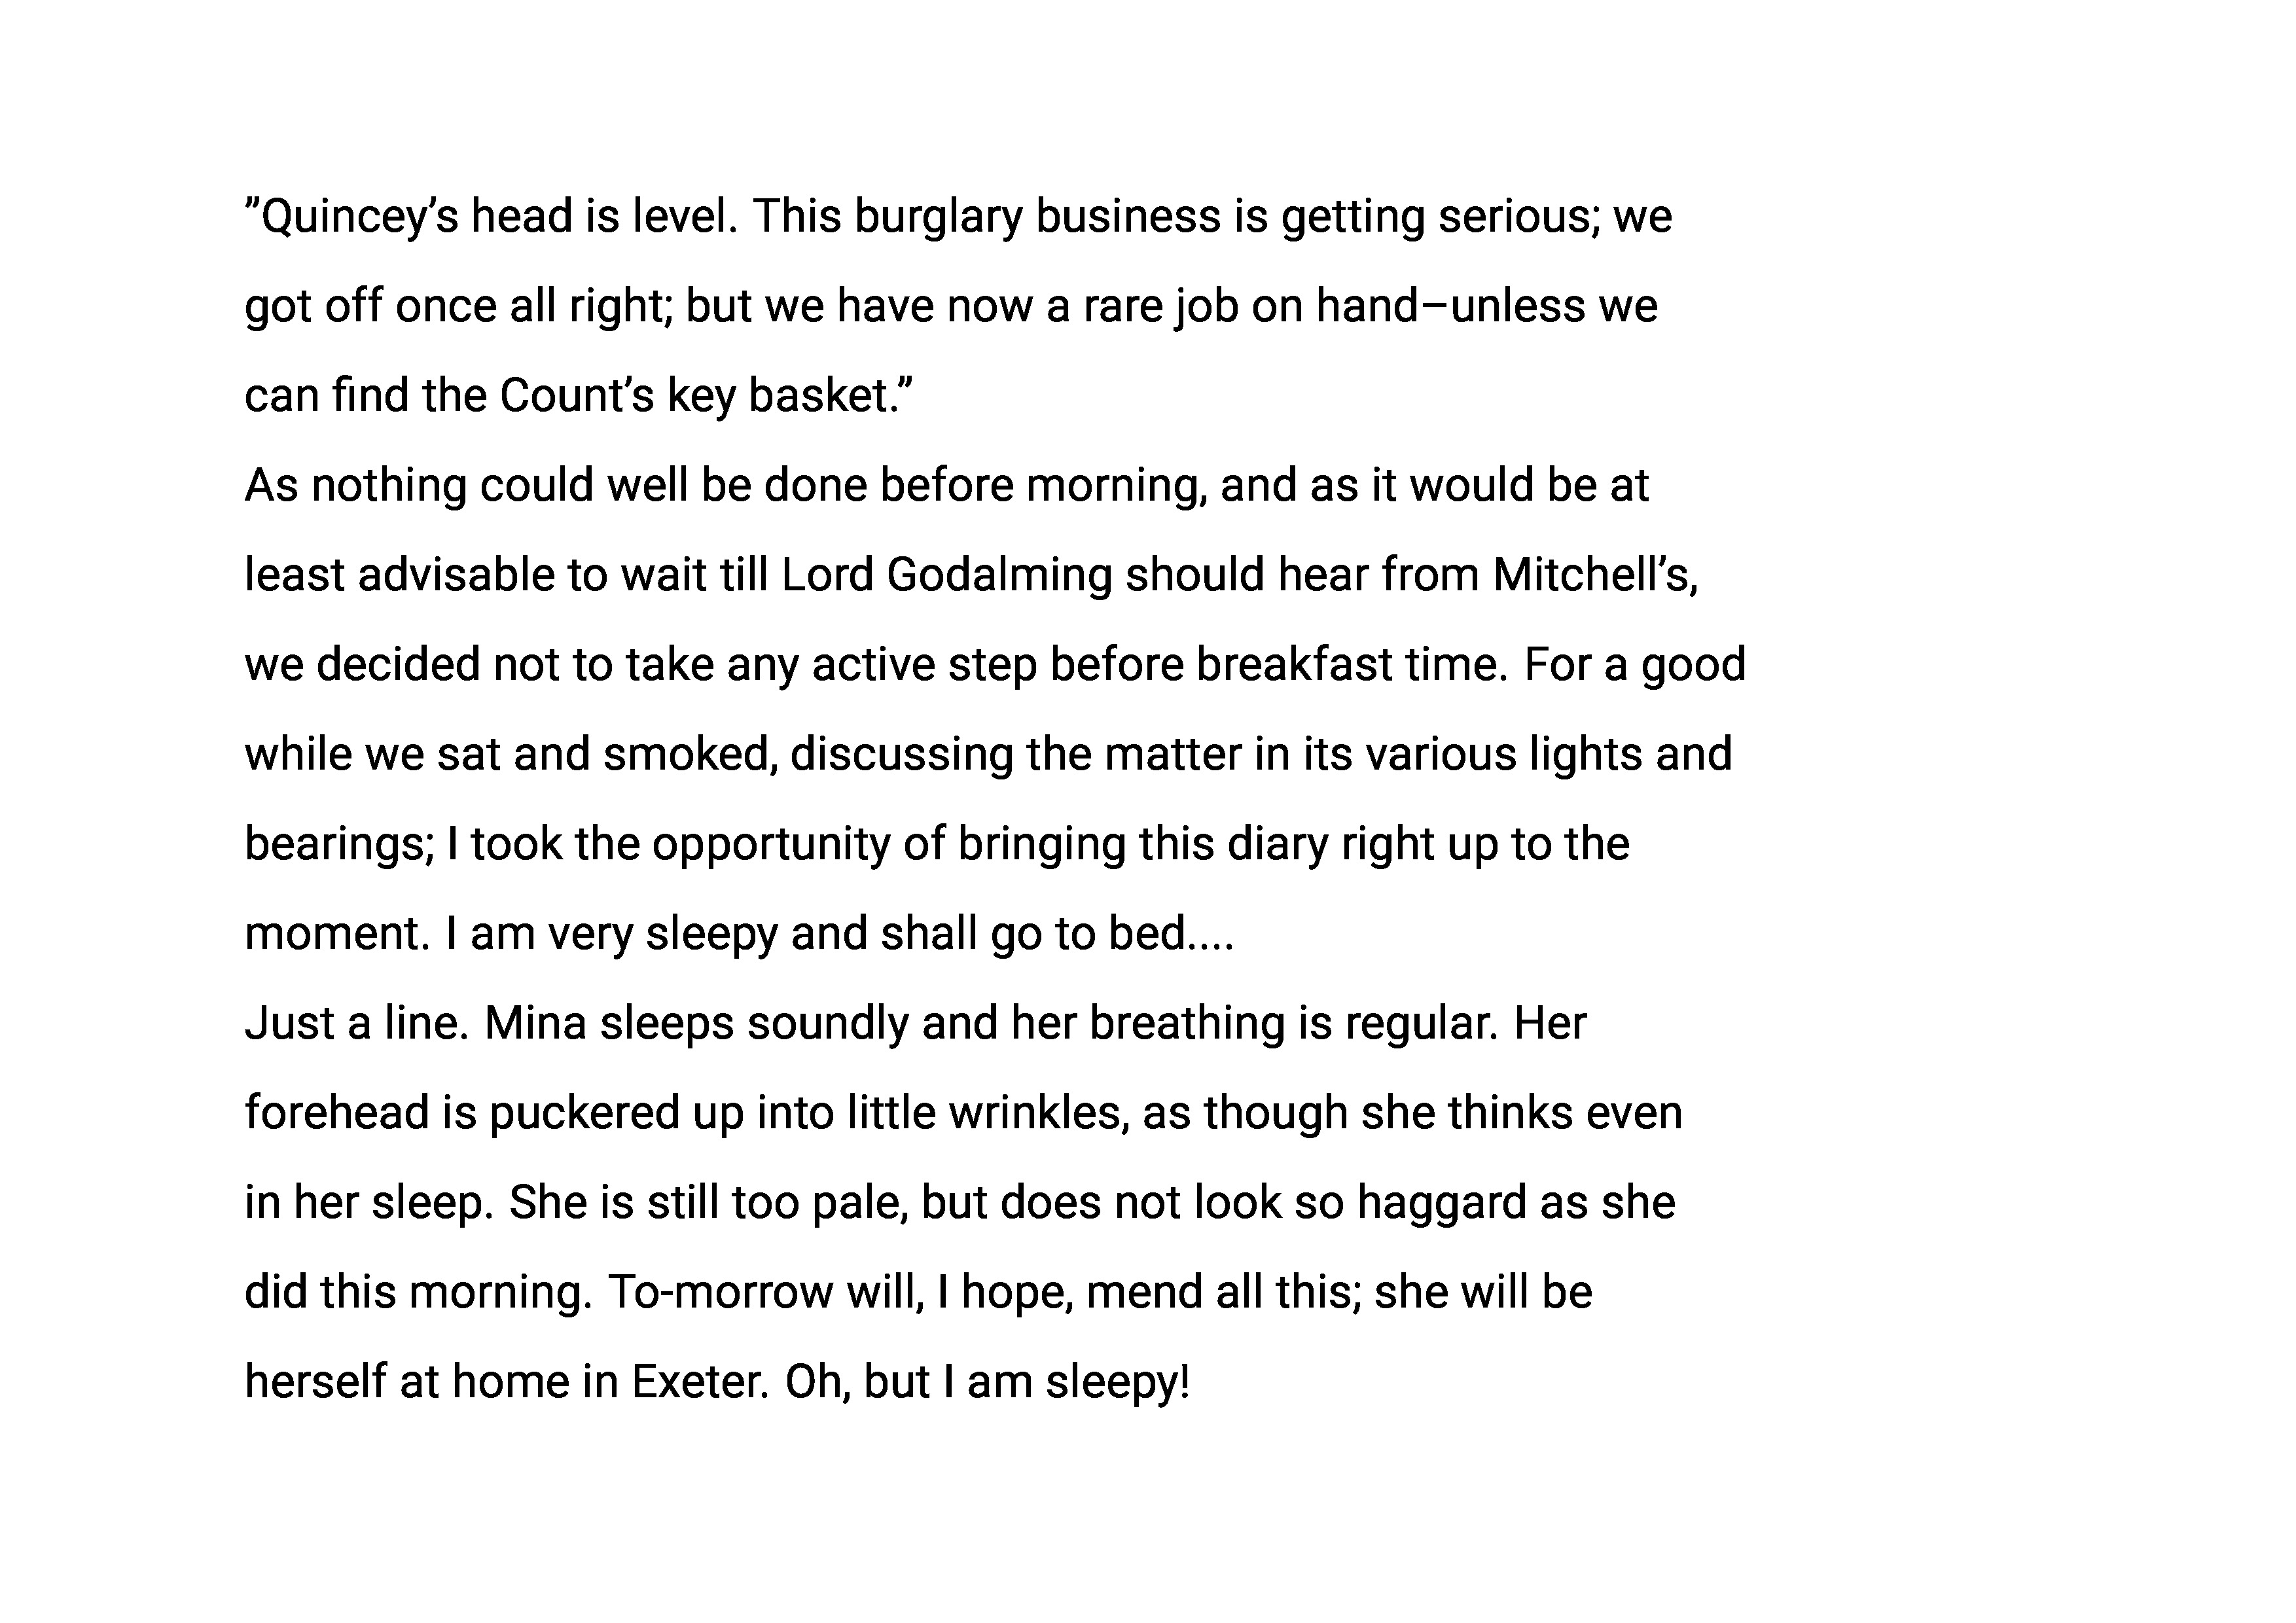 ”Quincey’s head is level. This burglary business is getting serious; we
got off once all right; but we have now a rare job on hand–unless we
can find the Count’s key basket.”
As nothing could well be done before morning, and as it would be at
least advisable to wait till Lord Godalming should hear from Mitchell’s,
we decided not to take any active step before breakfast time. For a good
while we sat and smoked, discussing the matter in its various lights and
bearings; I took the opportunity of bringing this diary right up to the
moment. I am very sleepy and shall go to bed....
Just a line. Mina sleeps soundly and her breathing is regular. Her
forehead is puckered up into little wrinkles, as though she thinks even
in her sleep. She is still too pale, but does not look so haggard as she
did this morning. To-morrow will, I hope, mend all this; she will be
herself at home in Exeter. Oh, but I am sleepy!